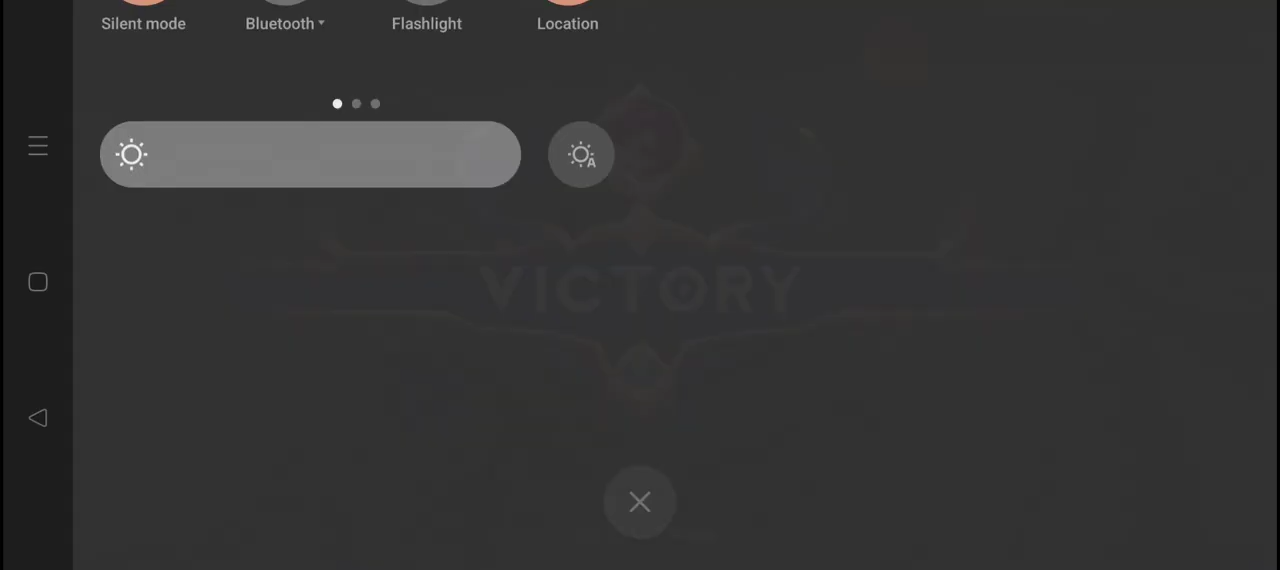 Silent mode
Bluetooth
Flashlight
Location
A
VICTORY